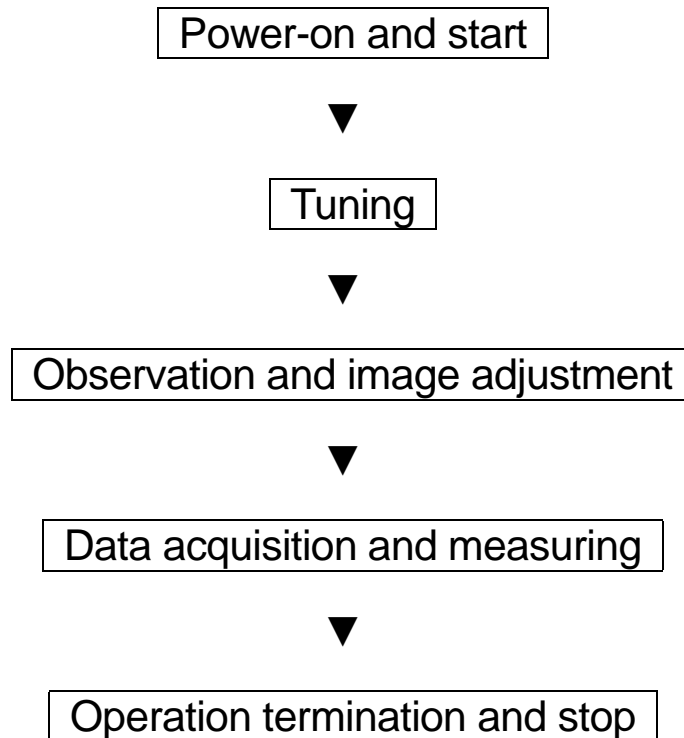 Power-on and start
Tuning
Observation and image adjustment
Data acquisition and measuring
Operation termination and stop